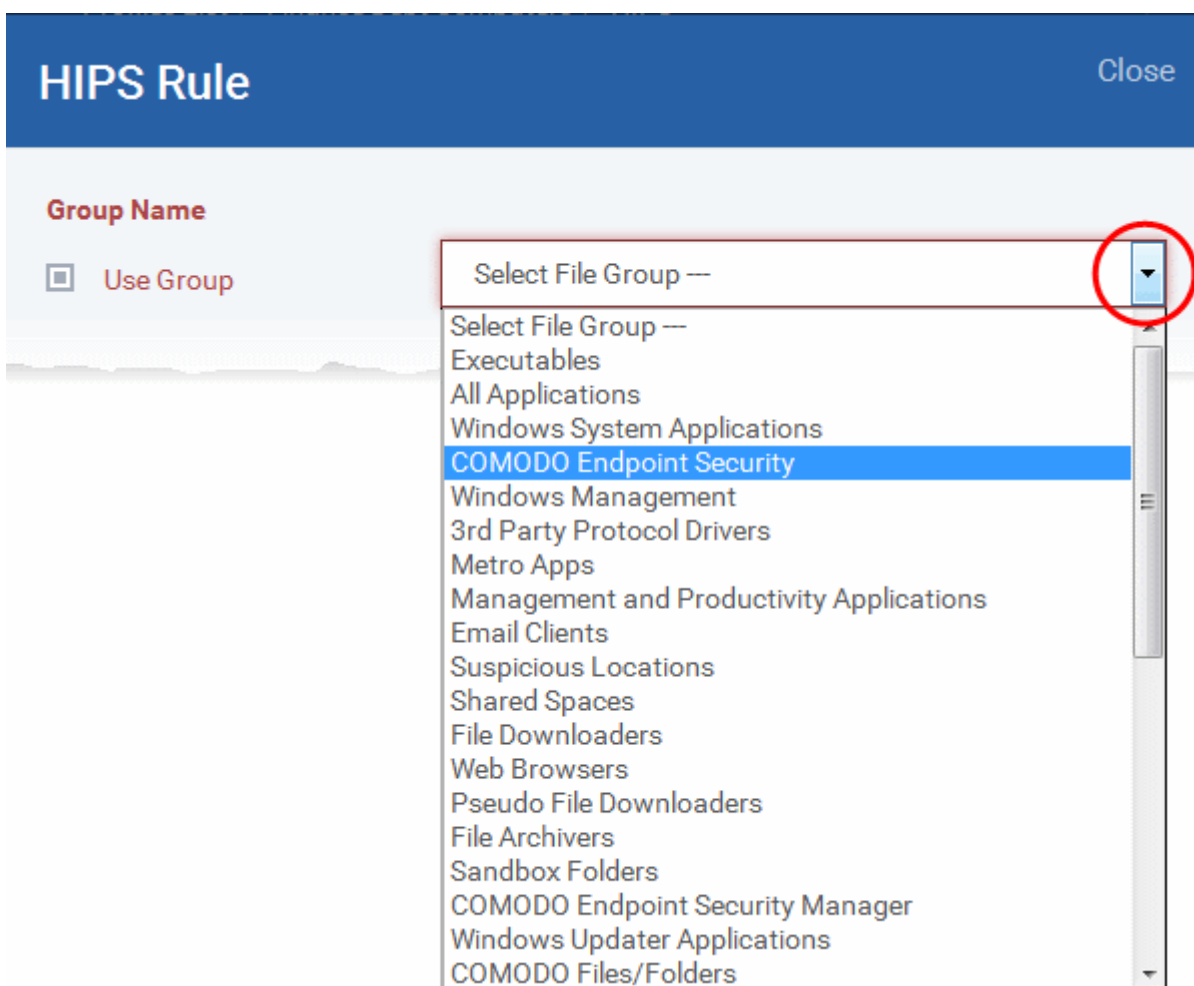 HIPS Rule
Close
Group Name
Use Group
Select File Group ---
Select File Group ---
Executables
All Applications
Windows System Applications
COMODO Endpoint Security
Windows Management
3rd Party Protocol Drivers
Metro Apps
Management and Productivity Applications
Email Clients
Suspicious Locations
Shared Spaces
File Downloaders
Web Browsers
Pseudo File Downloaders
File Archivers
Sandbox Folders
COMODO Endpoint Security Manager
Windows Updater Applications
COMODO Files/Folders